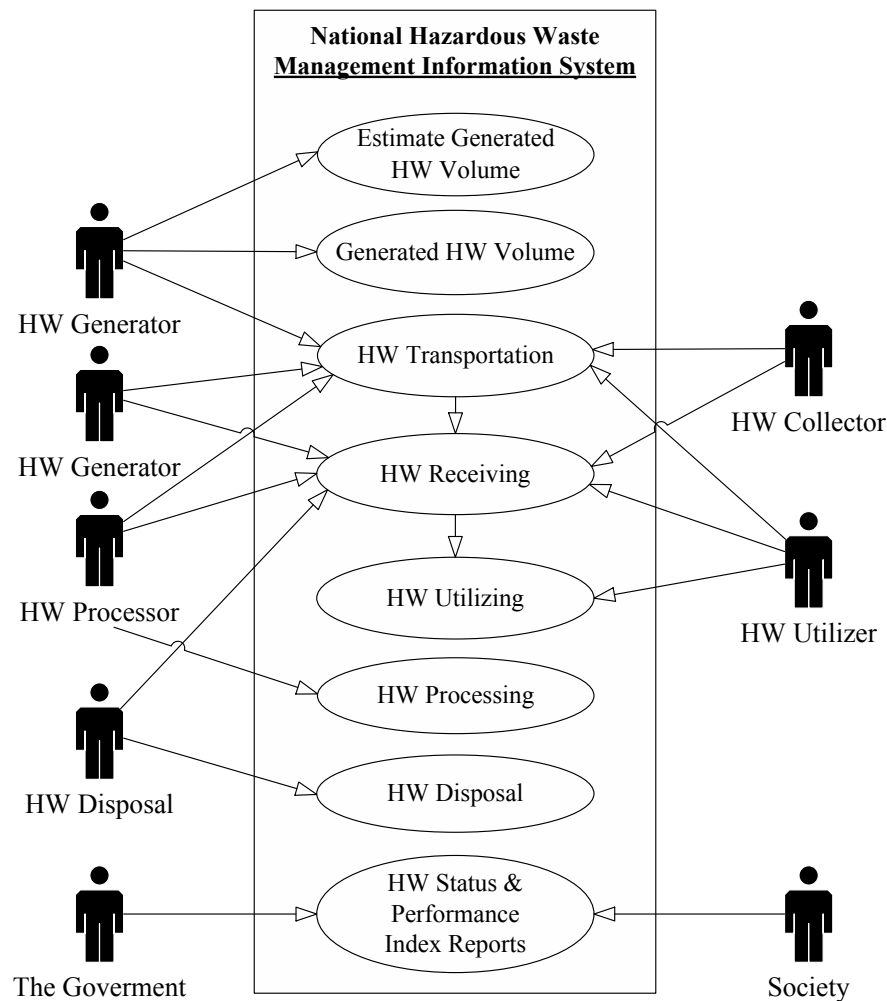 National Hazardous Waste
Management Information System
Estimate Generated
HW Volume
Generated HW Volume
HW Generator
HW Transportation
HW Collector
HW Generator
HW Receiving
HW Utilizing
HW Processor
HW Utilizer
HW Processing
HW Disposal
HW Disposal
HW Status &
Performance
Index Reports
The Goverment
Society